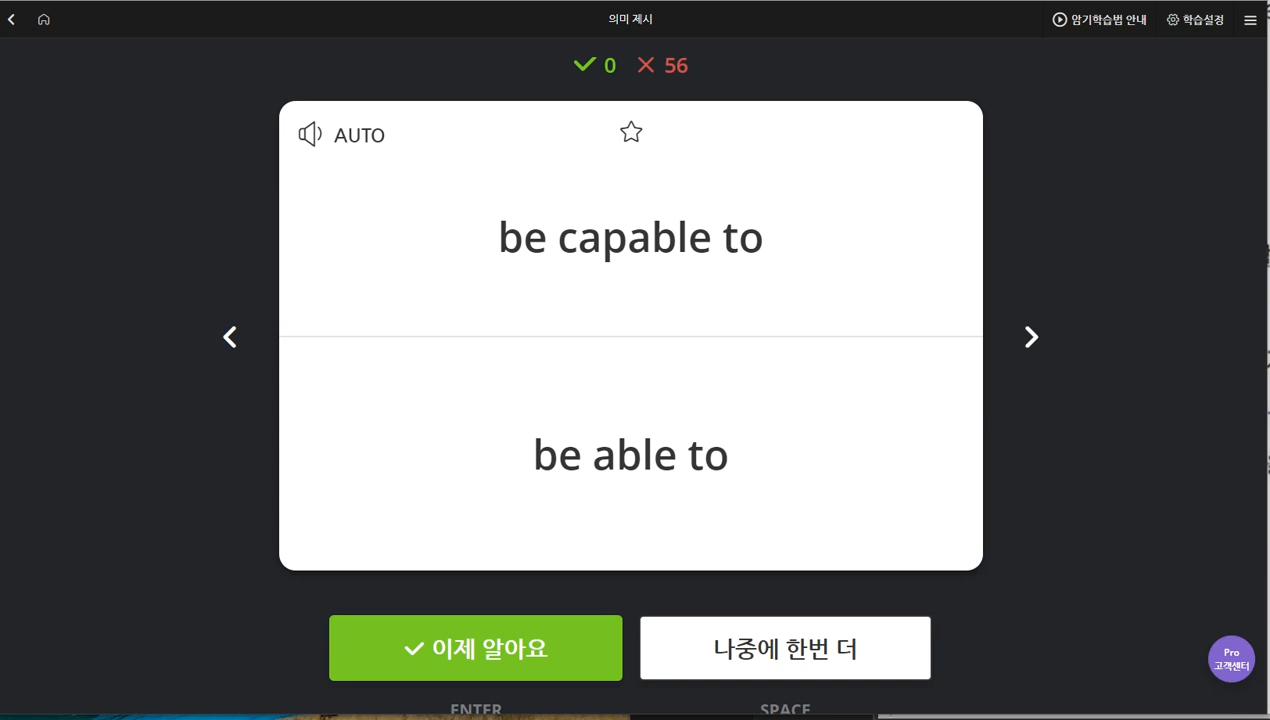 의미 제시
암기학습법 안내
학습설정
0
56
AUTO
be capable to
be able to
이제 알아요
나중에 한번 더
Pro
고객센터
ENTER
SPACE